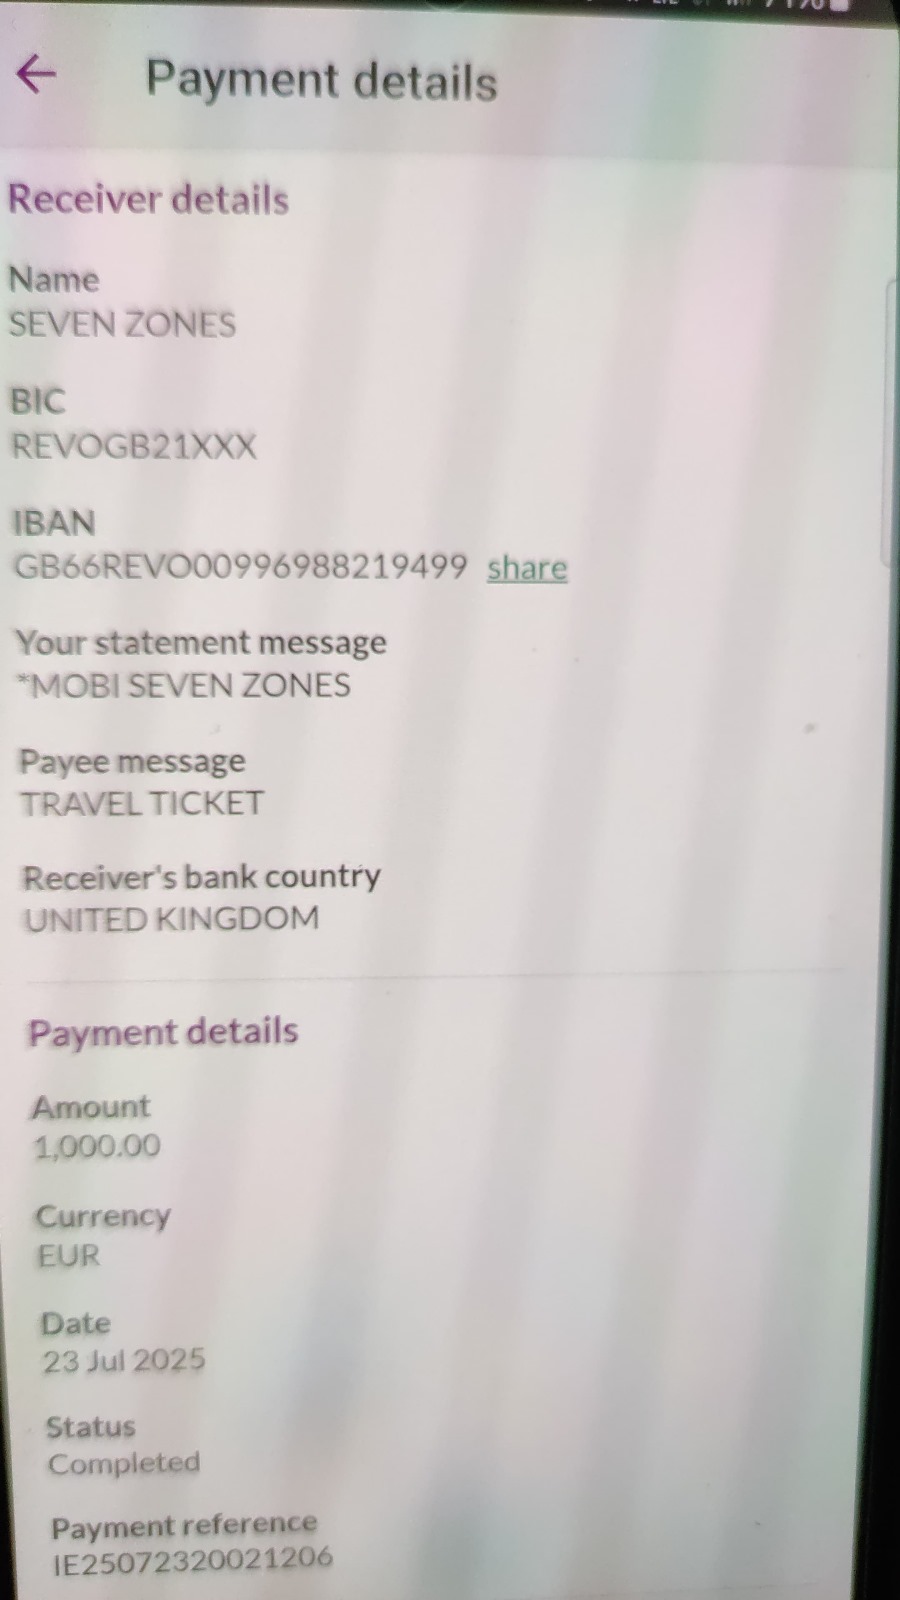 Payment details
Receiver details
Name
SEVEN ZONES
BIC
REVOGB21XXX
IBAN
GB66REVO00996988219499 share
Your statement message
*MOBI SEVEN ZONES
Payee message
TRAVEL TICKET
Receiver's bank country
UNITED KINGDOM
Payment details
Amount
1,000.00
Currency
EUR
Date
23 Jul 2025
Status
Completed
Payment reference
IE25072320021206